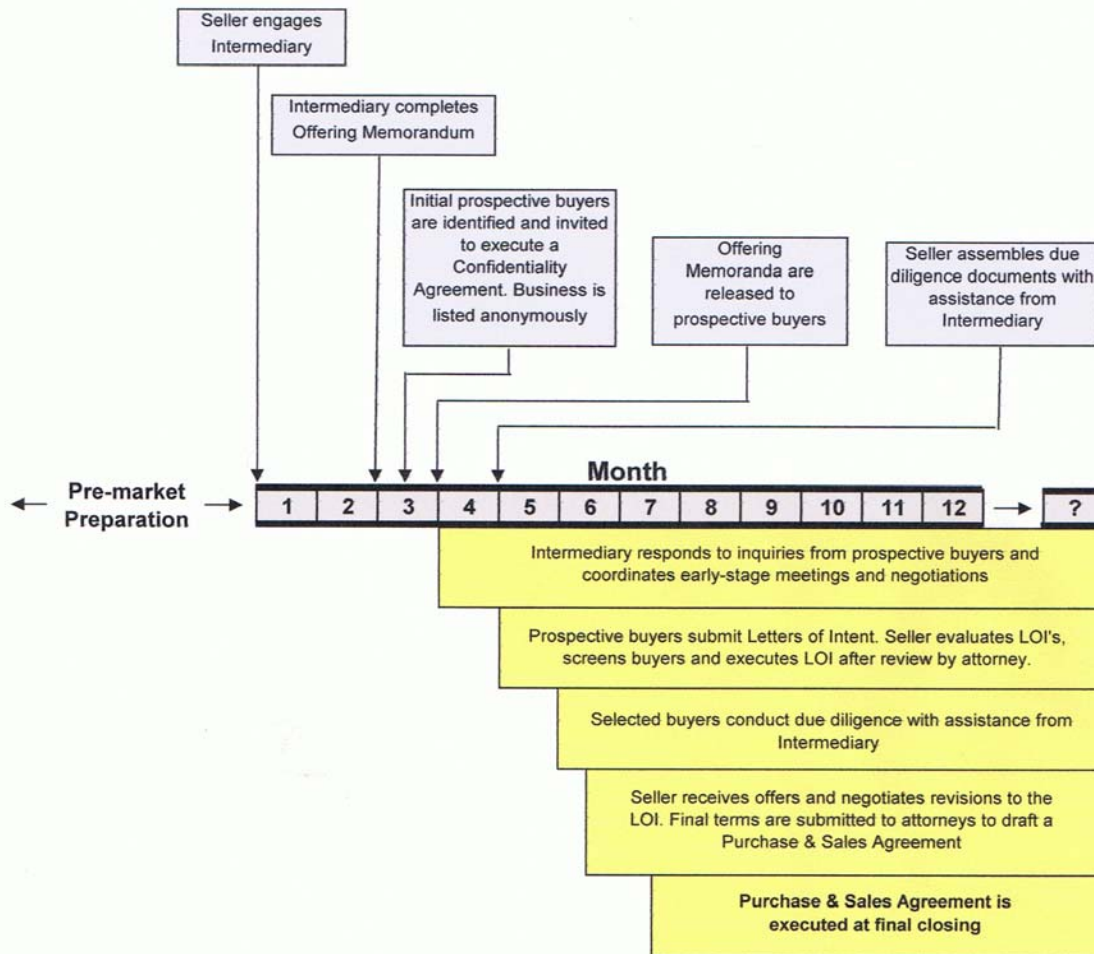 Seller engages
Intermediary
Intermediary completes
Offering Memorandum
Initial prospective buyers
are identified and invited
to execute a
Confidentiality
Agreement. Business is
listed anonymously
Offering
Memoranda are
released to
prospective buyers
Seller assembles due
diligence documents with
assistance from
Intermediary
Month
Pre-market
Preparation
1 2 3 4 5 6 7 8 9 10 11 12 ?
Intermediary responds to inquiries from prospective buyers and
coordinates early-stage meetings and negotiations
Prospective buyers submit Letters of Intent. Seller evaluates LOI's,
screens buyers and executes LOI after review by attorney.
Selected buyers conduct due diligence with assistance from
Intermediary
Seller receives offers and negotiates revisions to the
LOI. Final terms are submitted to attorneys to draft a
Purchase & Sales Agreement
Purchase & Sales Agreement is
executed at final closing